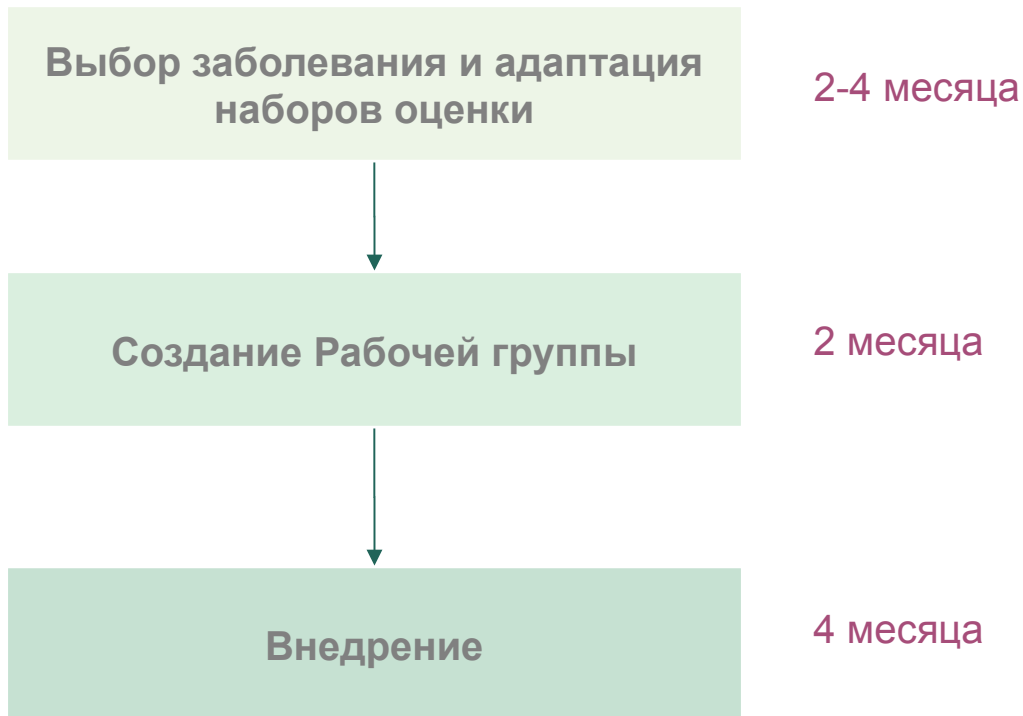 Выбор заболевания и адаптация
наборов оценки
2-4 месяца
Создание Рабочей группы
2 месяца
Внедрение
4 месяца